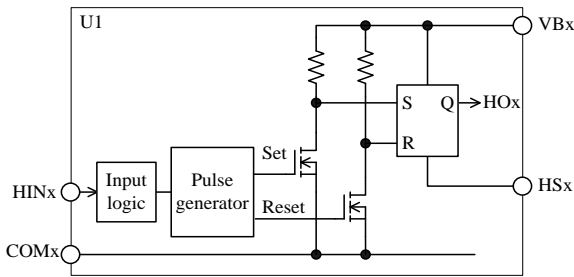 U1
VBx
S
Q
HOx
R
Set
HINx
Input
logic
Pulse
generator
HSx
Reset
COMx